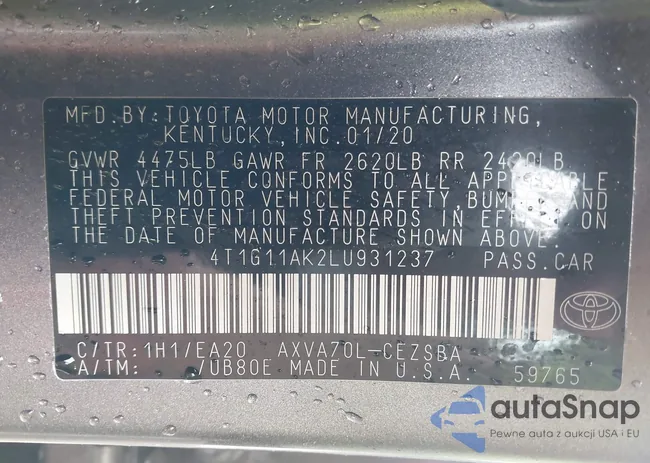 MFD. BY: TOYOTA MOTOR MANUFACTURING,
KENTUCKY, INC. 01/20
GVWR 4475LB GAWR FR 2620LB RR 2420LB
THIS VEHICLE CONFORMS TO ALL APPLICABLE
FEDERAL MOTOR VEHICLE SAFETY, BUMPER AND
THEFT PREVENTION STANDARDS IN EFFECT ON
THE DATE OF MANUFACTURE SHOWN ABOVE.
4T1G11AK2LU931237 PASS.CAR
C/TR: 1H1/EA20 AXVA70L-CEZSBA
A/TM: /UB80E MADE IN U.S.A. 59765
autaSnap
Pewne auta z aukcji USA i EU